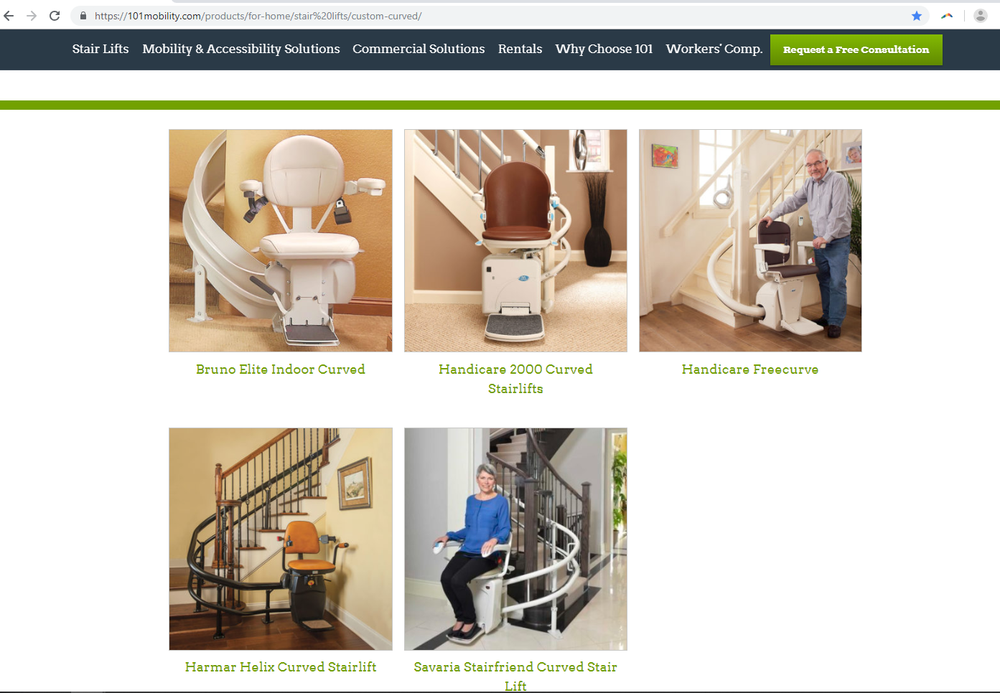 https://101mobility.com/products/for-home/stair%20lifts/custom-curved/
Stair Lifts Mobility & Accessibility Solutions Commercial Solutions Rentals Why Choose 101 Workers' Comp. Request a Free Consultation
Bruno Elite Indoor Curved
Handicare 2000 Curved
Stairlifts
Handicare Freecurve
Harmar Helix Curved Stairlift
Savaria Stairfriend Curved Stair
Lift